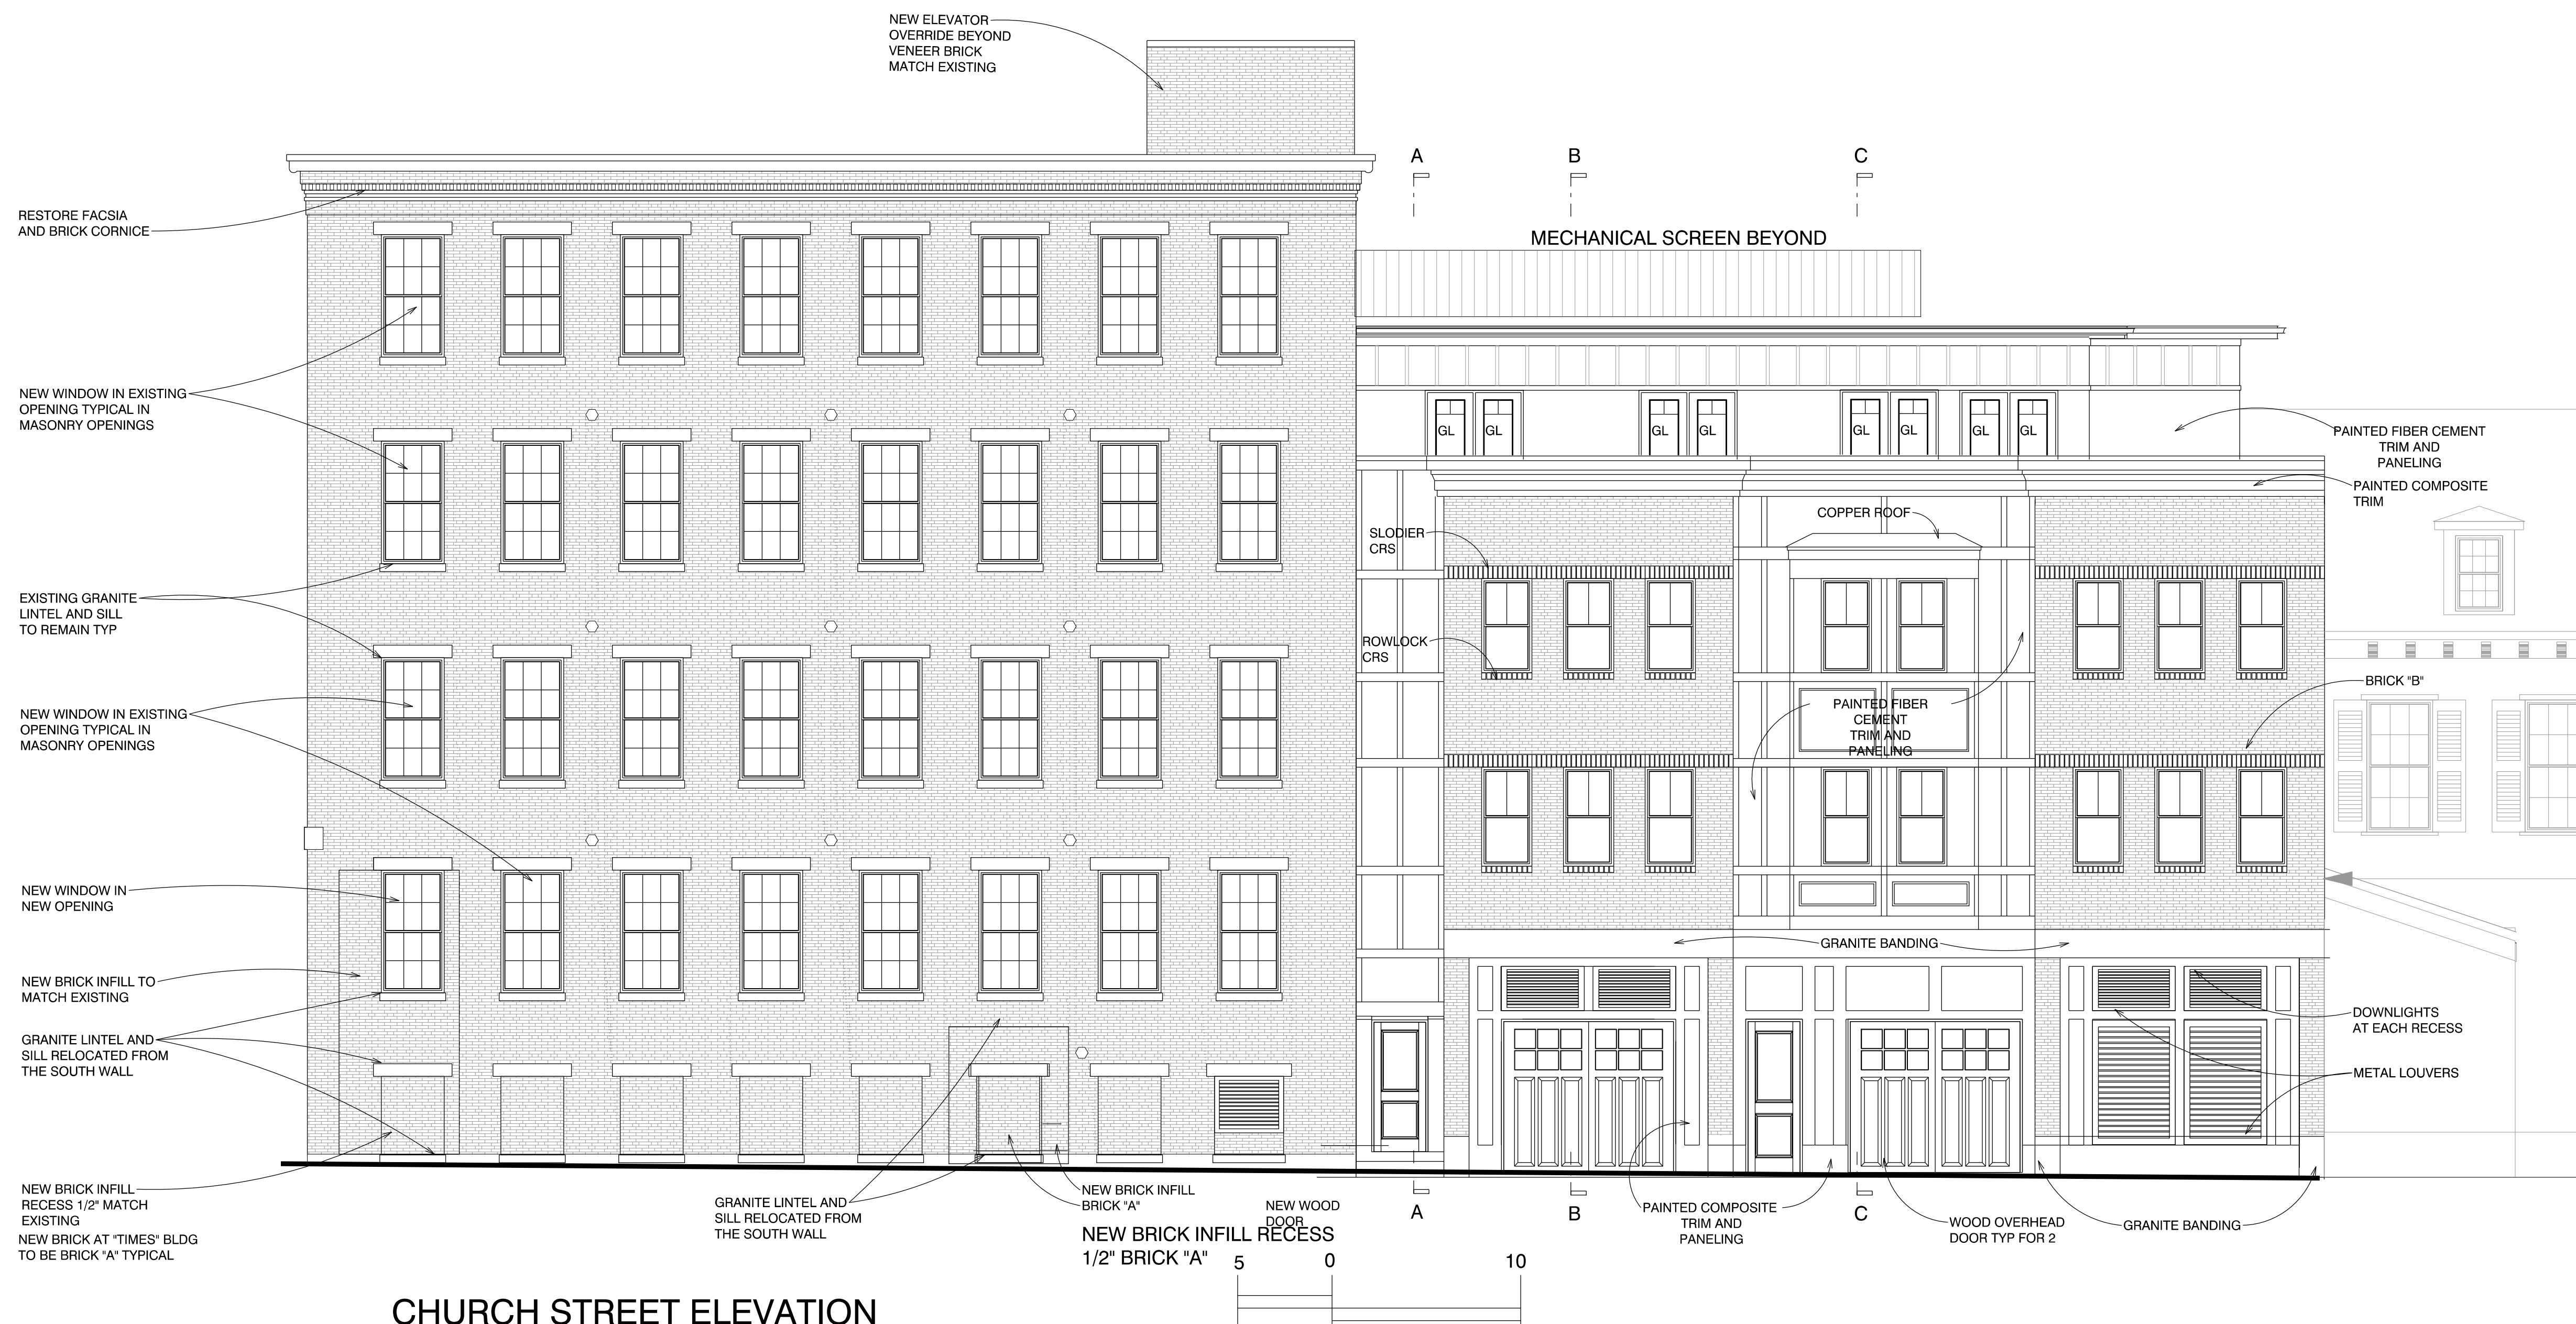 NEW ELEVATOR
OVERRIDE BEYOND
VENEER BRICK
MATCH EXISTING
A
B
C
RESTORE FACSIA
AND BRICK CORNICE
MECHANICAL SCREEN BEYOND
NEW WINDOW IN EXISTING
OPENING TYPICAL IN
MASONRY OPENINGS
GL
GL
GL
GL
GL
GL
GL
GL
PAINTED FIBER CEMENT
TRIM AND
PANELING
PAINTED COMPOSITE
TRIM
COPPER ROOF
SLODIER
CRS
EXISTING GRANITE
LINTEL AND SILL
TO REMAIN TYP
ROWLOCK
CRS
BRICK "B"
NEW WINDOW IN EXISTING
OPENING TYPICAL IN
MASONRY OPENINGS
PAINTED FIBER
CEMENT
TRIM AND
PANELING
NEW WINDOW IN
NEW OPENING
GRANITE BANDING
NEW BRICK INFILL TO
MATCH EXISTING
DOWNLIGHTS
AT EACH RECESS
GRANITE LINTEL AND
SILL RELOCATED FROM
THE SOUTH WALL
METAL LOUVERS
NEW BRICK INFILL
RECESS 1/2" MATCH
EXISTING
NEW BRICK AT "TIMES" BLDG
TO BE BRICK "A" TYPICAL
GRANITE LINTEL AND
SILL RELOCATED FROM
THE SOUTH WALL
NEW BRICK INFILL
BRICK "A"
NEW WOOD
DOOR
NEW BRICK INFILL RECESS
1/2" BRICK "A"
A
B
C
PAINTED COMPOSITE
TRIM AND
PANELING
WOOD OVERHEAD
DOOR TYP FOR 2
GRANITE BANDING
5
0
10
CHURCH STREET ELEVATION